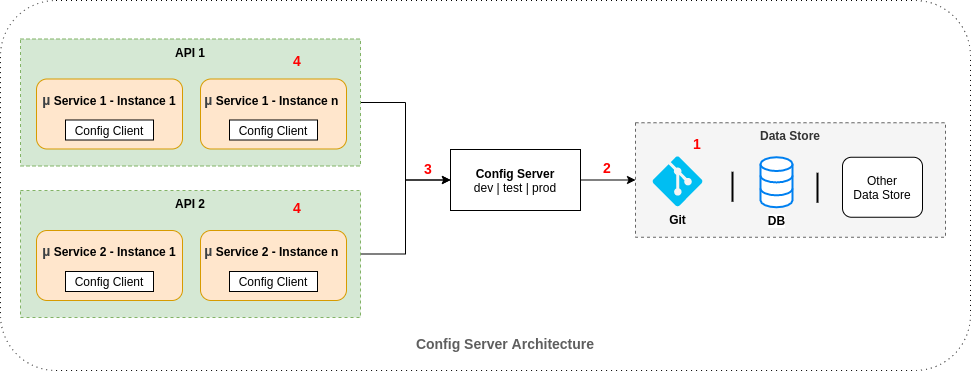 API 1
4
μ Service 1 - Instance 1
Config Client
μ Service 1 - Instance n
Config Client
API 2
4
μ Service 2 - Instance 1
Config Client
μ Service 2 - Instance n
Config Client
3
Config Server
dev | test | prod
2
Data Store
1
Git
DB
Other
Data Store
Config Server Architecture